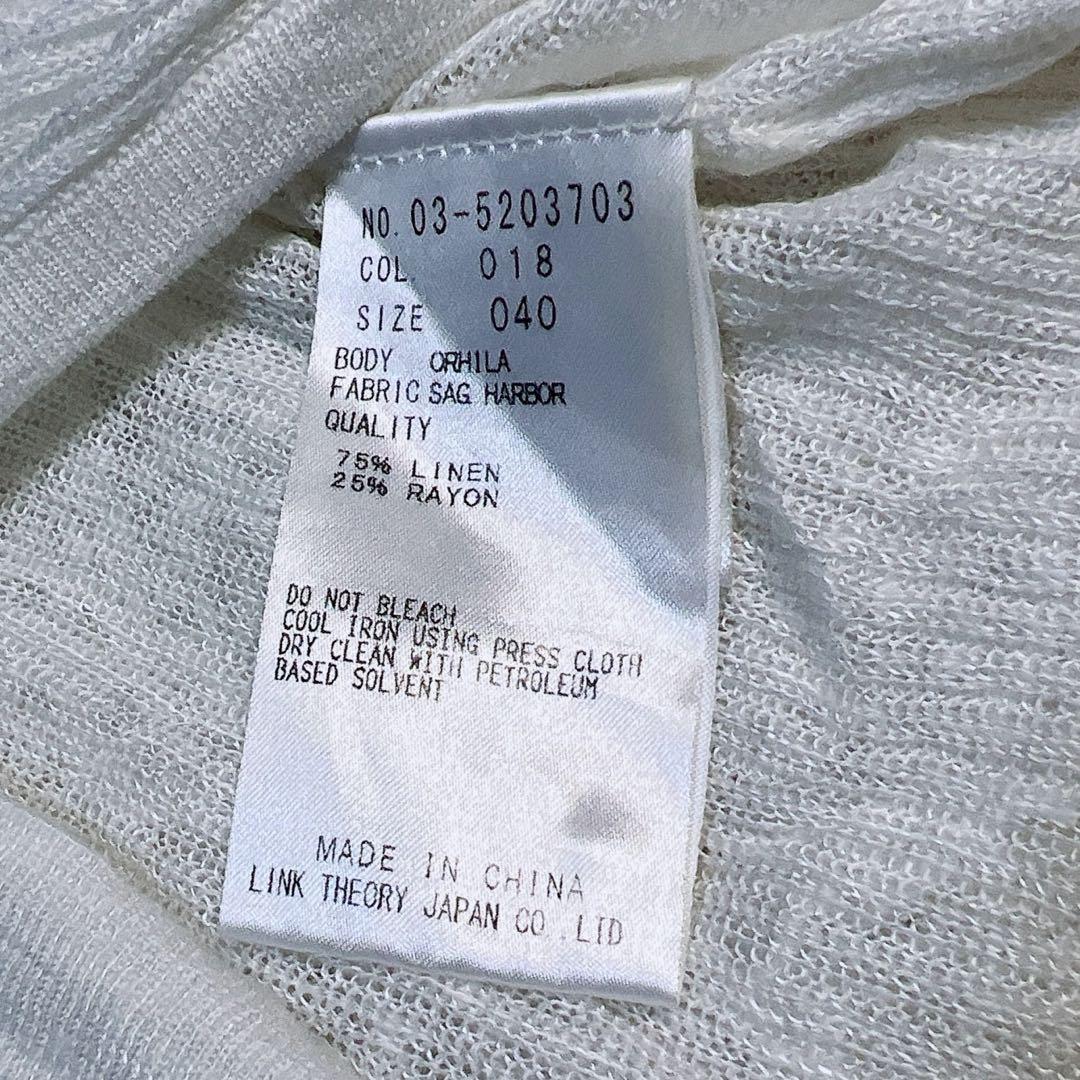 NO. 03-5203703
COL. 018
SIZE 040
BODY ORHILA
FABRIC SAG HARBOR
QUALITY
75% LINEN
25% RAYON
DO NOT BLEACH
COOL IRON USING PRESS CLOTH
DRY CLEAN WITH PETROLEUM
BASED SOLVENT
MADE IN CHINA
LINK THEORY JAPAN CO.,LTD